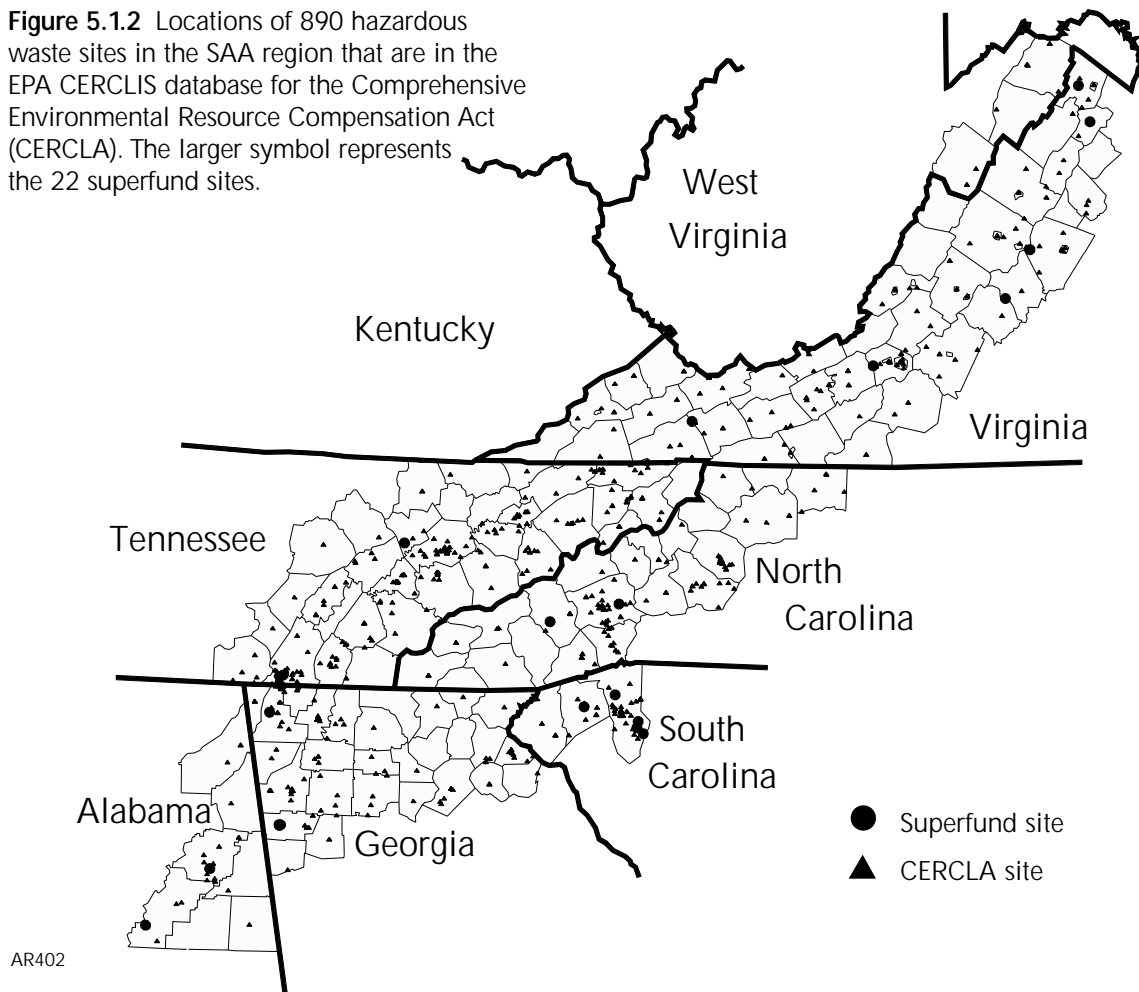 Figure 5.1.2 Locations of 890 hazardous
waste sites in the SAA region that are in the
EPA CERCLIS database for the Comprehensive
Environmental Resource Compensation Act
(CERCLA). The larger symbol represents
the 22 superfund sites.
West
Virginia
Kentucky
Virginia
Tennessee
North
Carolina
South
Carolina
Alabama
Georgia
Superfund site
CERCLA site
AR402